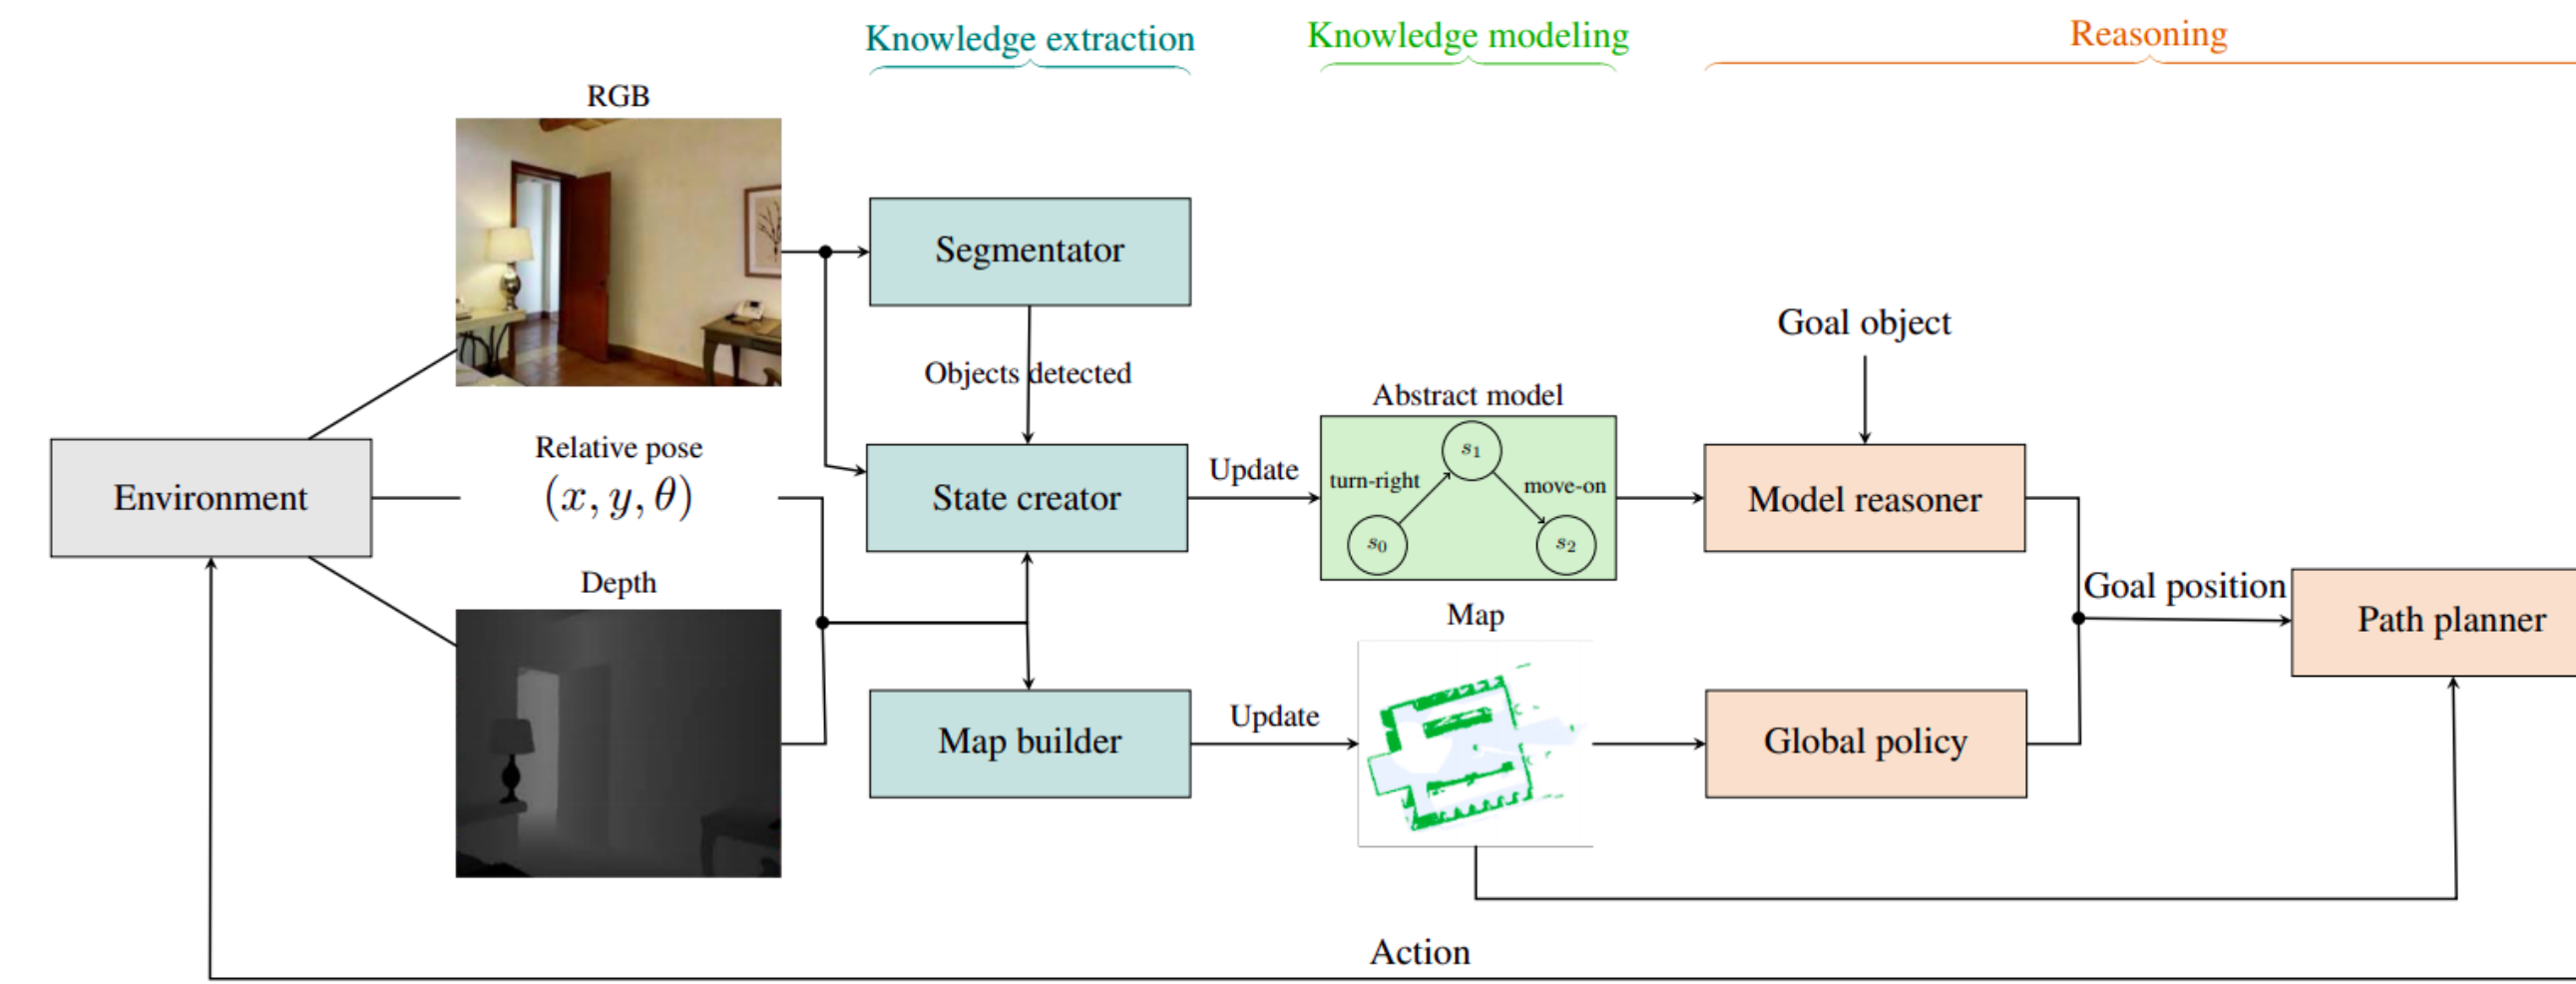 Knowledge extraction
Knowledge modeling
Reasoning
RGB
Segmentator
Objects detected
Goal object
Abstract model
s₁
turn-right
move-on
s₀
s₂
Relative pose
(x, y, θ)
Environment
State creator
Update
Model reasoner
Depth
Goal position
Map
Path planner
Map builder
Update
Global policy
Action